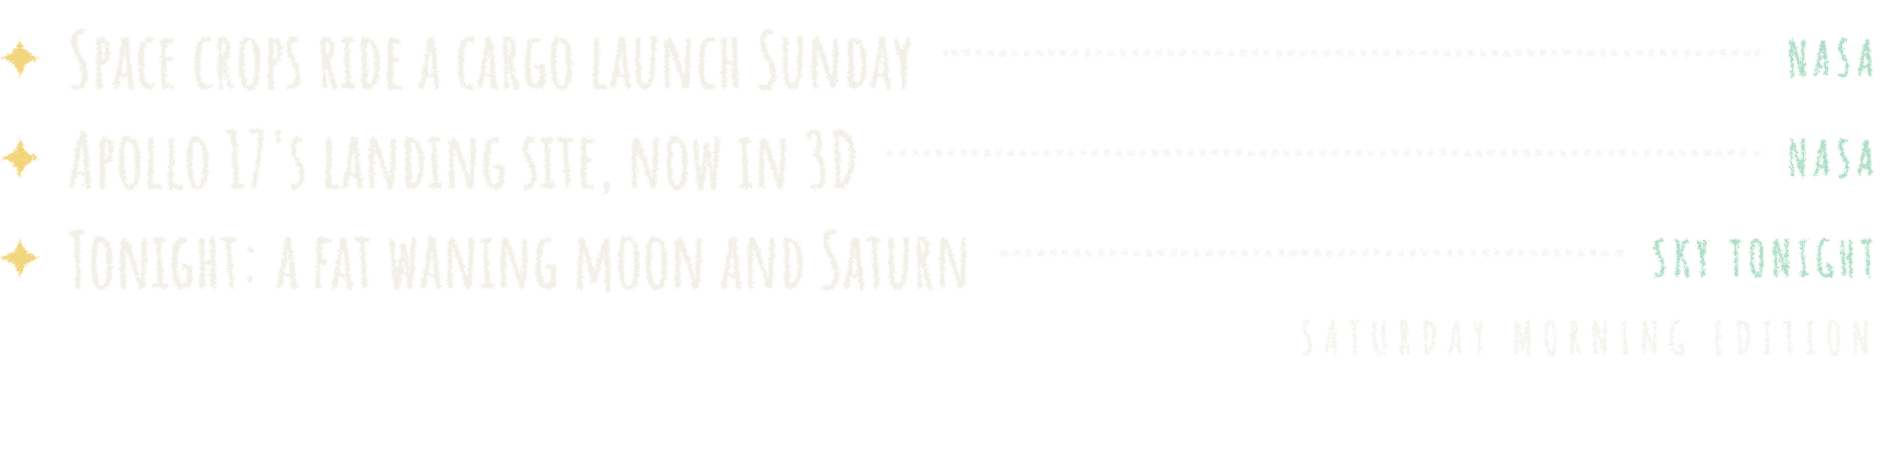 Space crops ride a cargo launch Sunday NASA
Apollo 17's landing site, now in 3D NASA
Tonight: a fat waning moon and Saturn SKY TONIGHT
SATURDAY MORNING EDITION